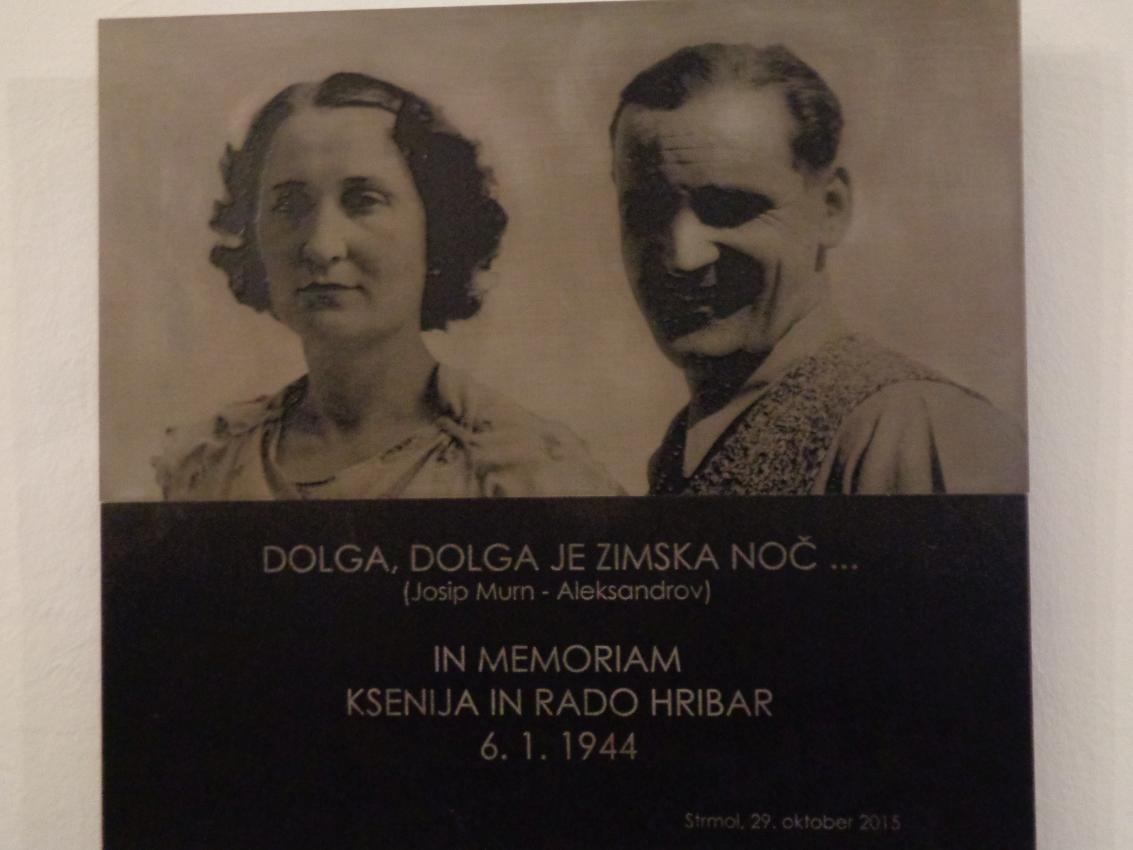 DOLGA, DOLGA JE ZIMSKA NOČ ...
(Josip Murn - Aleksandrov)
IN MEMORIAM
KSENIJA IN RADO HRIBAR
6. 1. 1944
Strmol, 29. oktober 2015